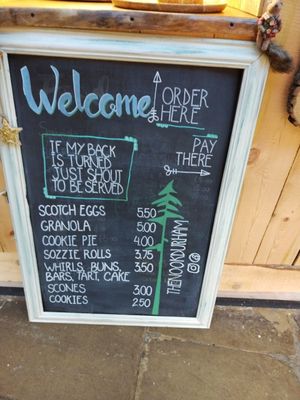 Welcome
ORDER
HERE
PAY
THERE
IF MY BACK
IS TURNED
JUST SHOUT
TO BE SERVED
SCOTCH EGGS 5.50
GRANOLA 5.00
COOKIE PIE 4.00
SOZZIE ROLLS 3.75
WHIRLS, BUNS, 3.50
BARS, TART, CAKE
SCONES 3.00
COOKIES 2.50
THENOOKDURHAM